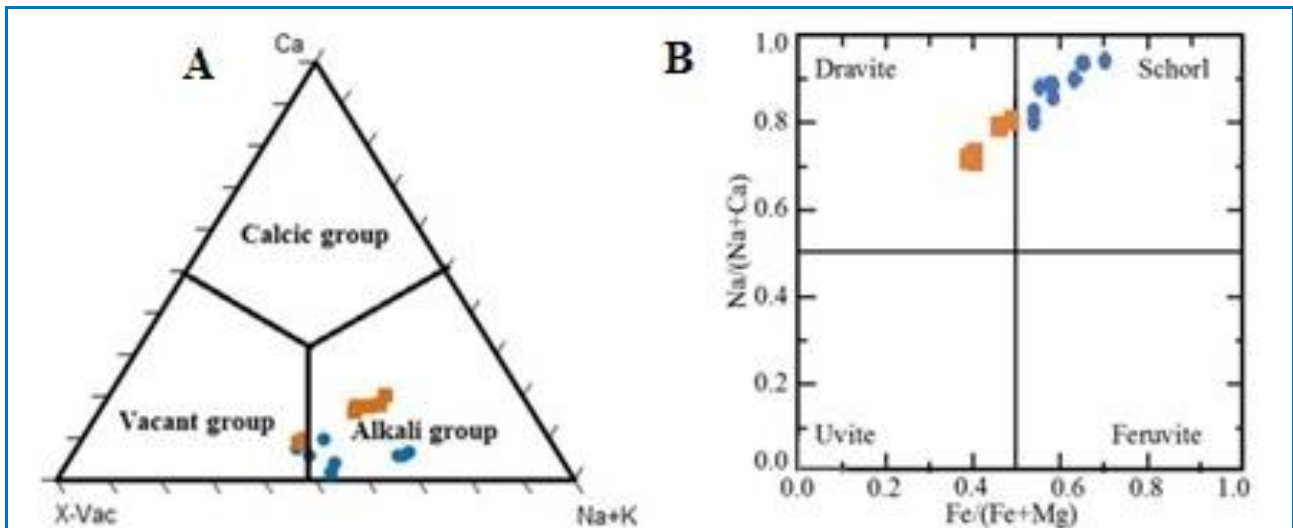 A
Ca
Calcic group
Vacant group
Alkali group
X-Vac
Na+K
B
Na/(Na+Ca)
1.0
0.8
0.6
0.4
0.2
0.0
Dravite
Schorl
Uvite
Feruvite
0.0 0.2 0.4 0.6 0.8 1.0
Fe/(Fe+Mg)